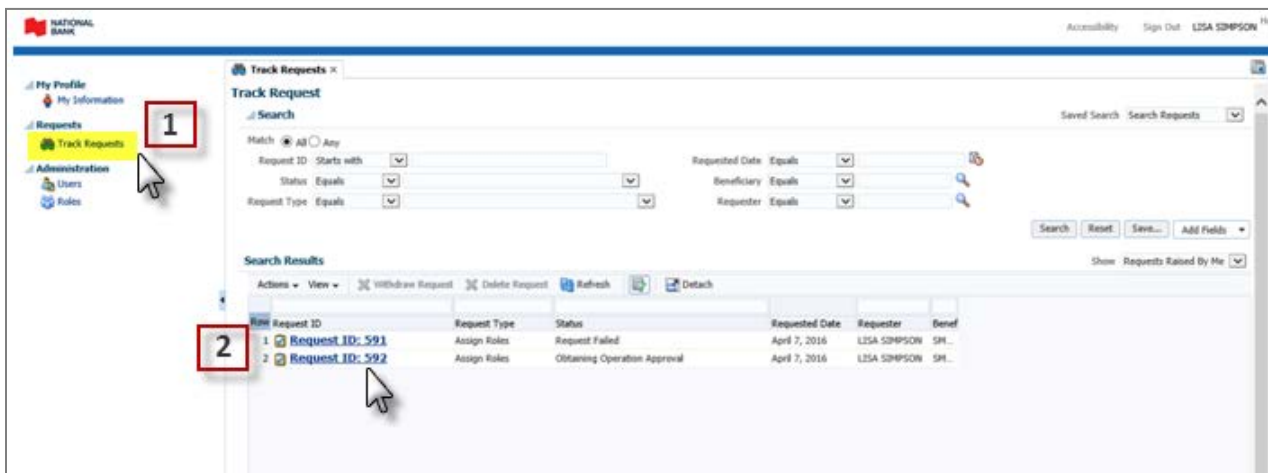 NATIONAL
BANK
Accessibility Sign Out LISA SIMPSON
My Profile
My Information
Requests
Track Requests
Administration
Users
Roles
1
Track Requests ×
Track Request
Search
Saved Search Search Requests
Match All Any
Request ID Starts with
Requested Date Equals
Status Equals
Beneficiary Equals
Request Type Equals
Requester Equals
Search Reset Save... Add Fields
Search Results
Show Requests Raised By Me
Actions View Withdraw Request Delete Request Refresh Detach
Row Request ID Request Type Status Requested Date Requester Benef
1 Request ID: 591 Assign Roles Request Failed April 7, 2016 LISA SIMPSON SM...
2 Request ID: 592 Assign Roles Obtaining Operation Approval April 7, 2016 LISA SIMPSON SM...
2